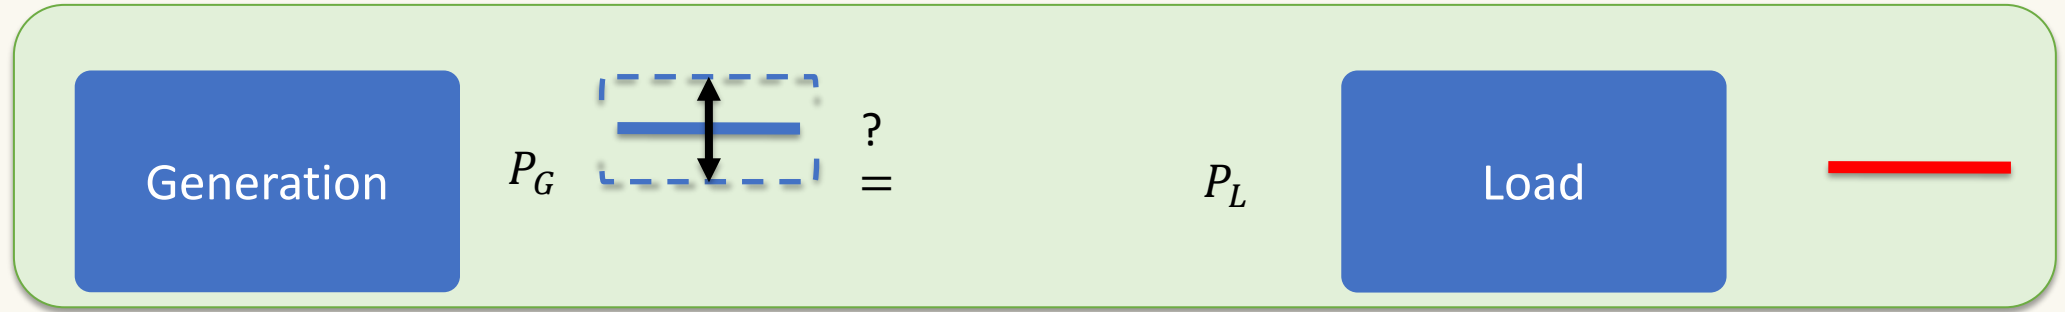 Generation
P_G
?
=
P_L
Load